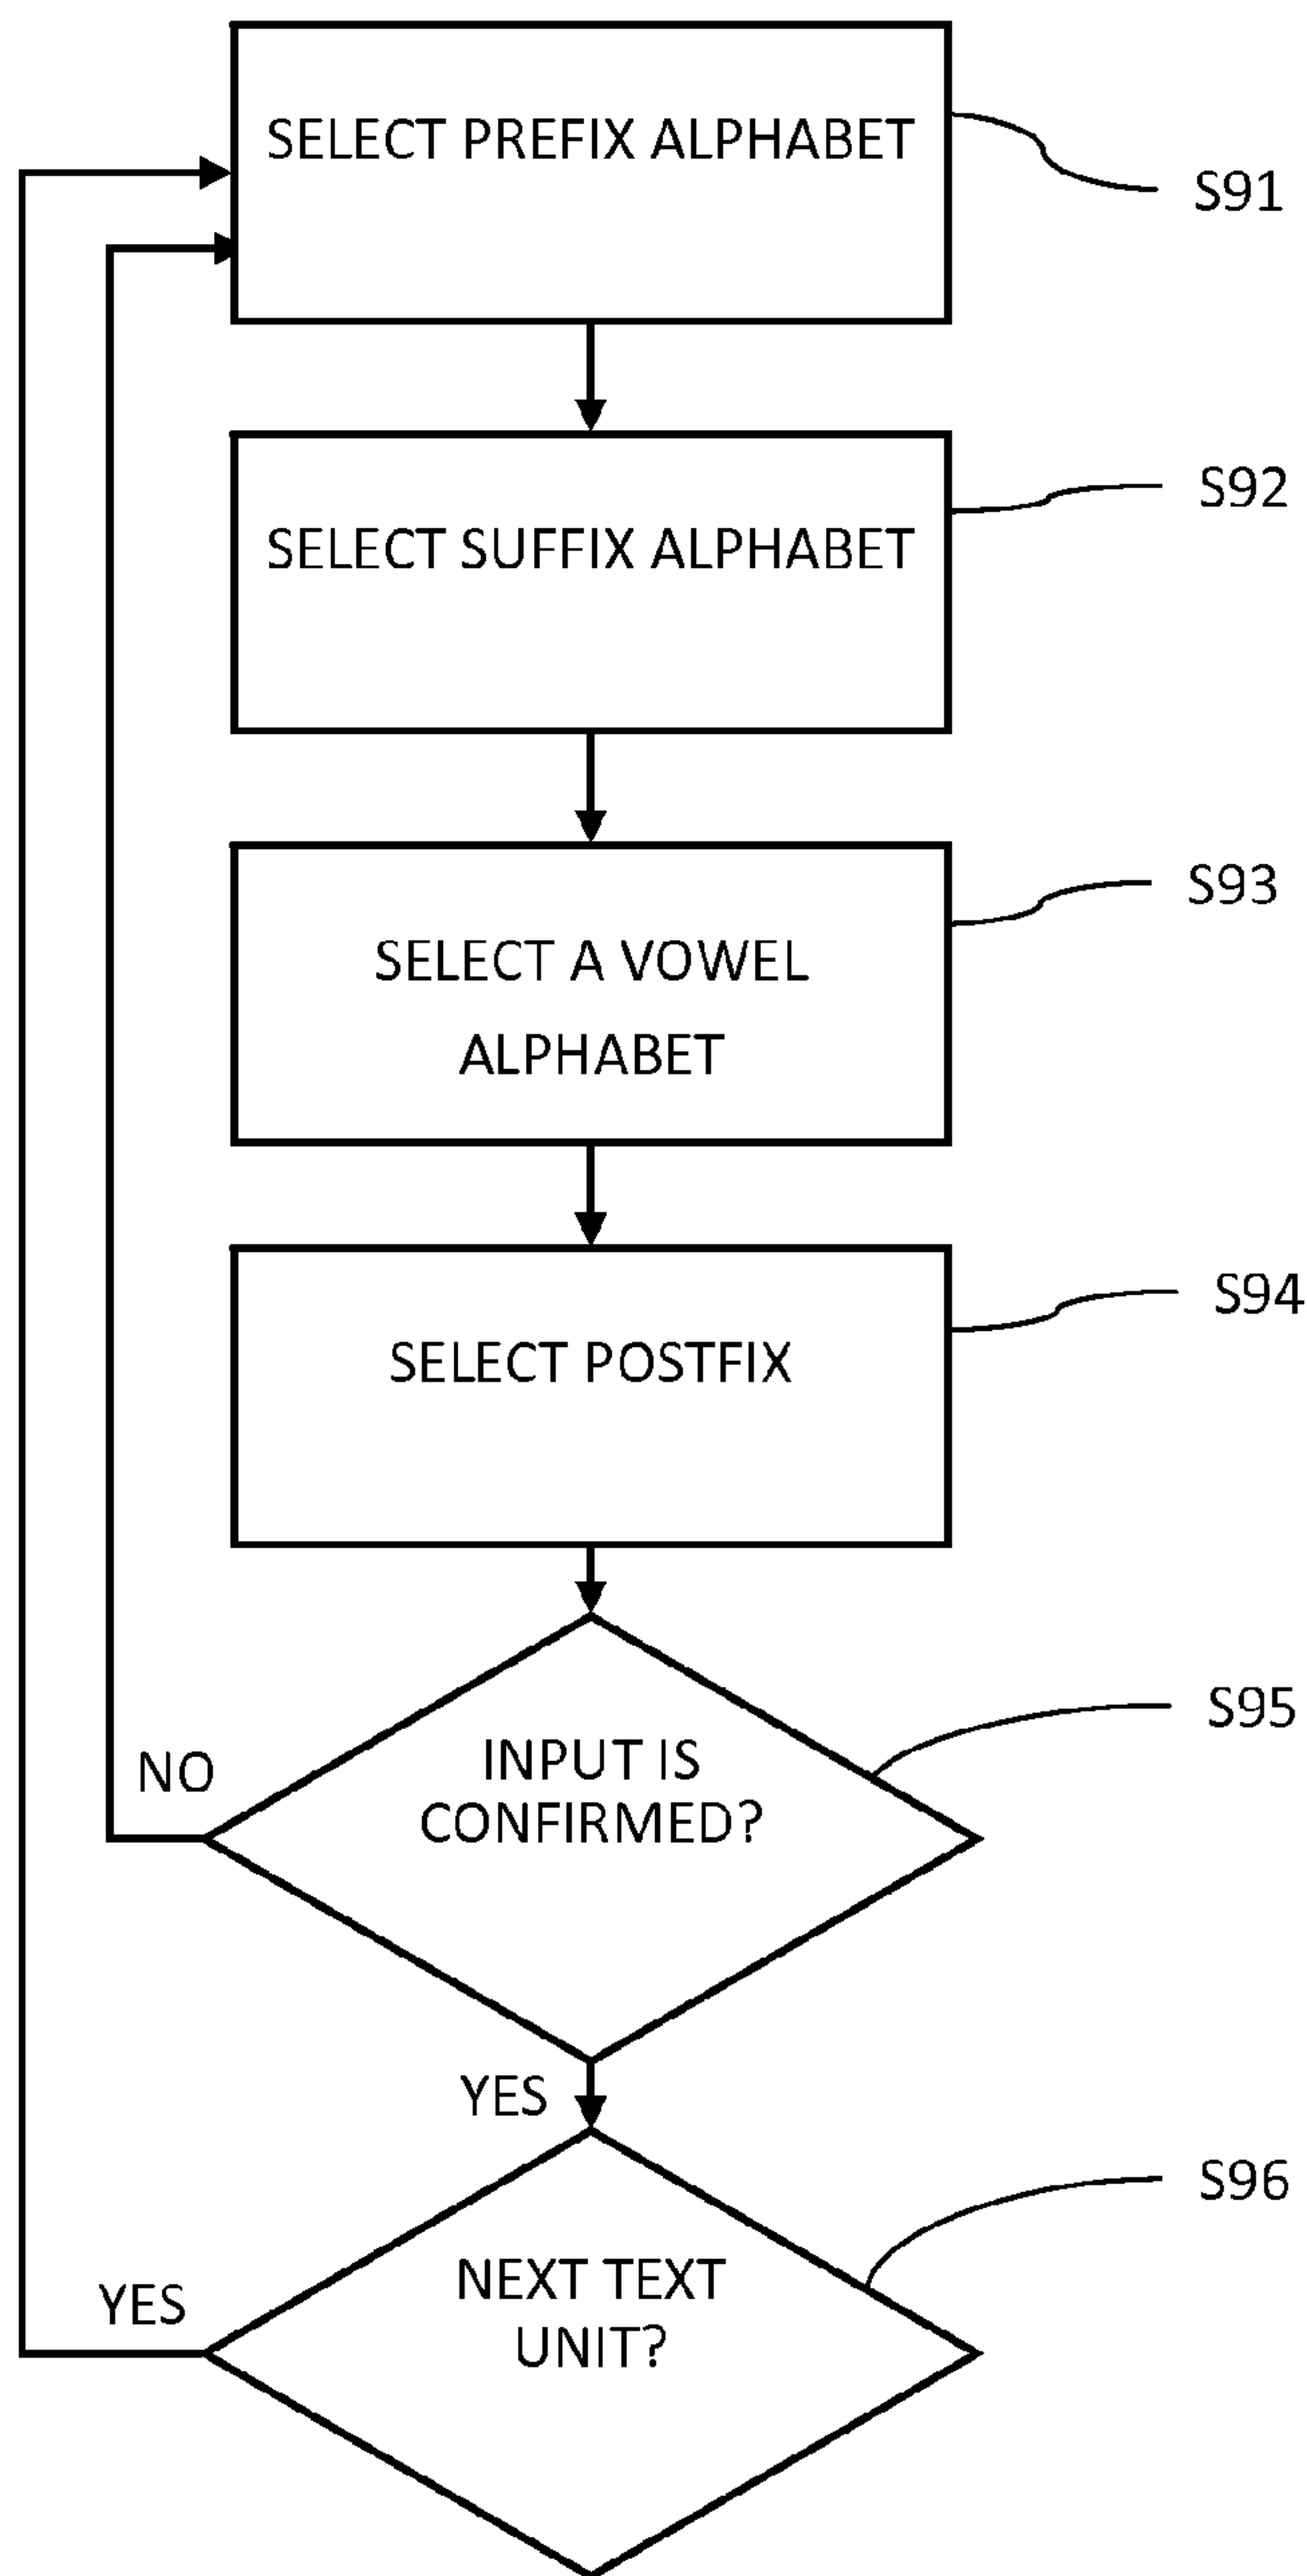 SELECT PREFIX ALPHABET
S91
SELECT SUFFIX ALPHABET
S92
SELECT A VOWEL
ALPHABET
S93
SELECT POSTFIX
S94
INPUT IS
CONFIRMED?
S95
NO
YES
NEXT TEXT
UNIT?
S96
YES